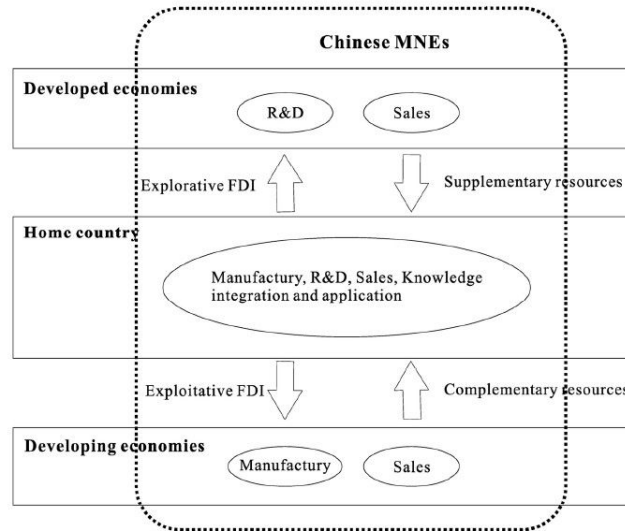 Chinese MNEs
Developed economies
R&D
Sales
Explorative FDI
Supplementary resources
Home country
Manufactury, R&D, Sales, Knowledge
integration and application
Exploitative FDI
Complementary resources
Developing economies
Manufactury
Sales